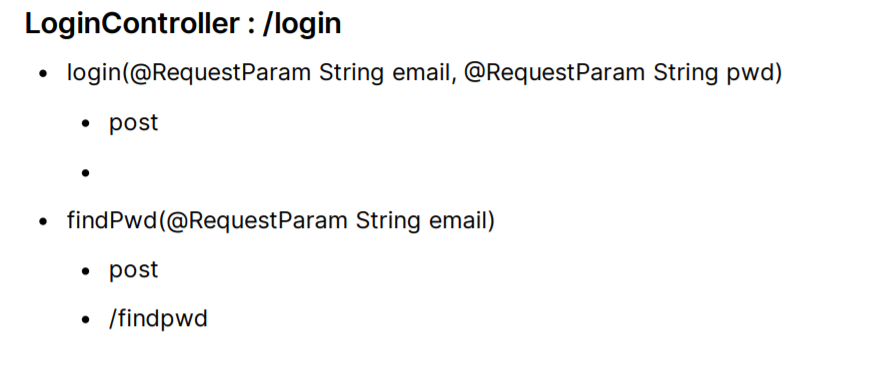 LoginController : /login
login(@RequestParam String email, @RequestParam String pwd)
post
findPwd(@RequestParam String email)
post
/findpwd